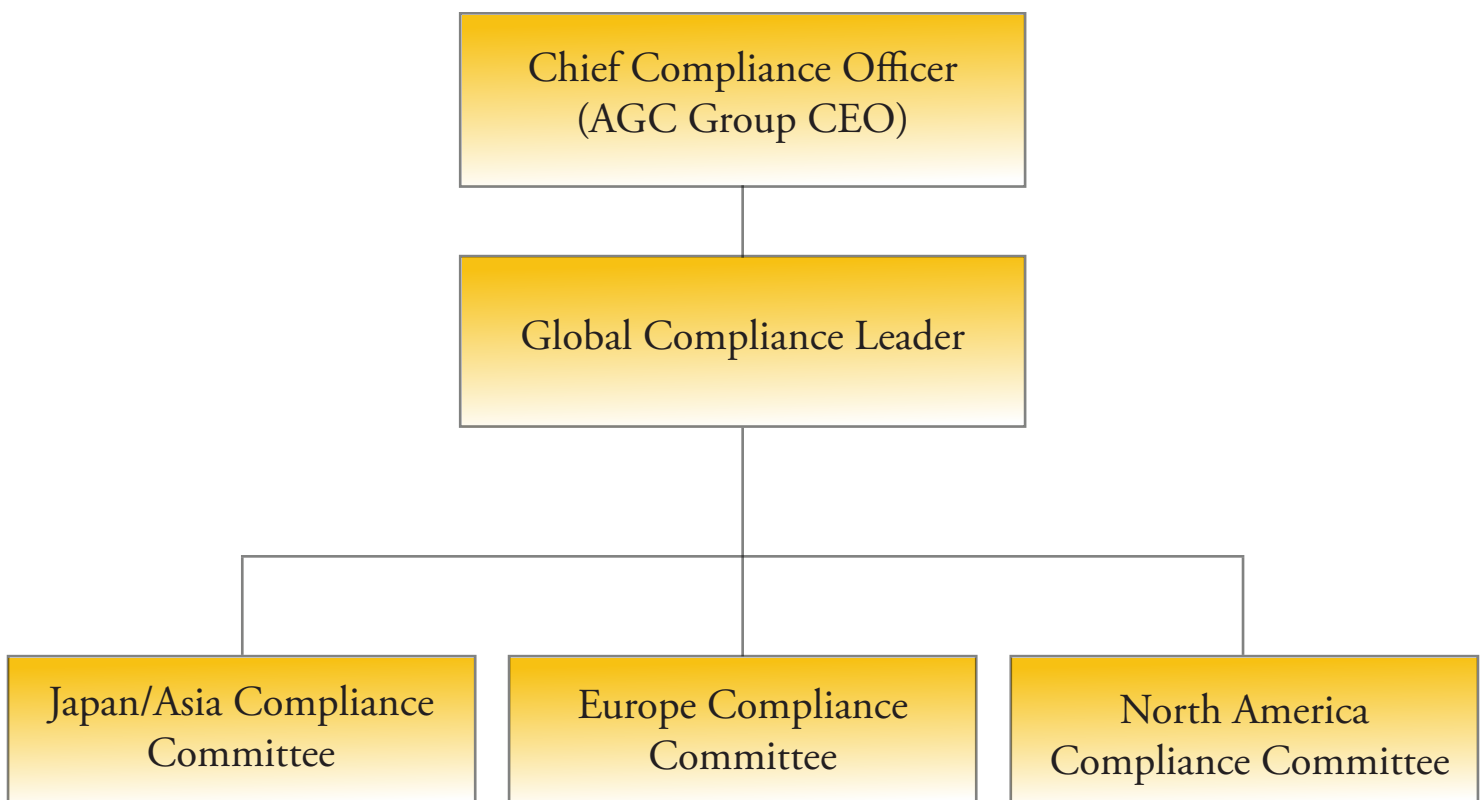 Chief Compliance Officer
(AGC Group CEO)
Global Compliance Leader
Japan/Asia Compliance
Committee
Europe Compliance
Committee
North America
Compliance Committee